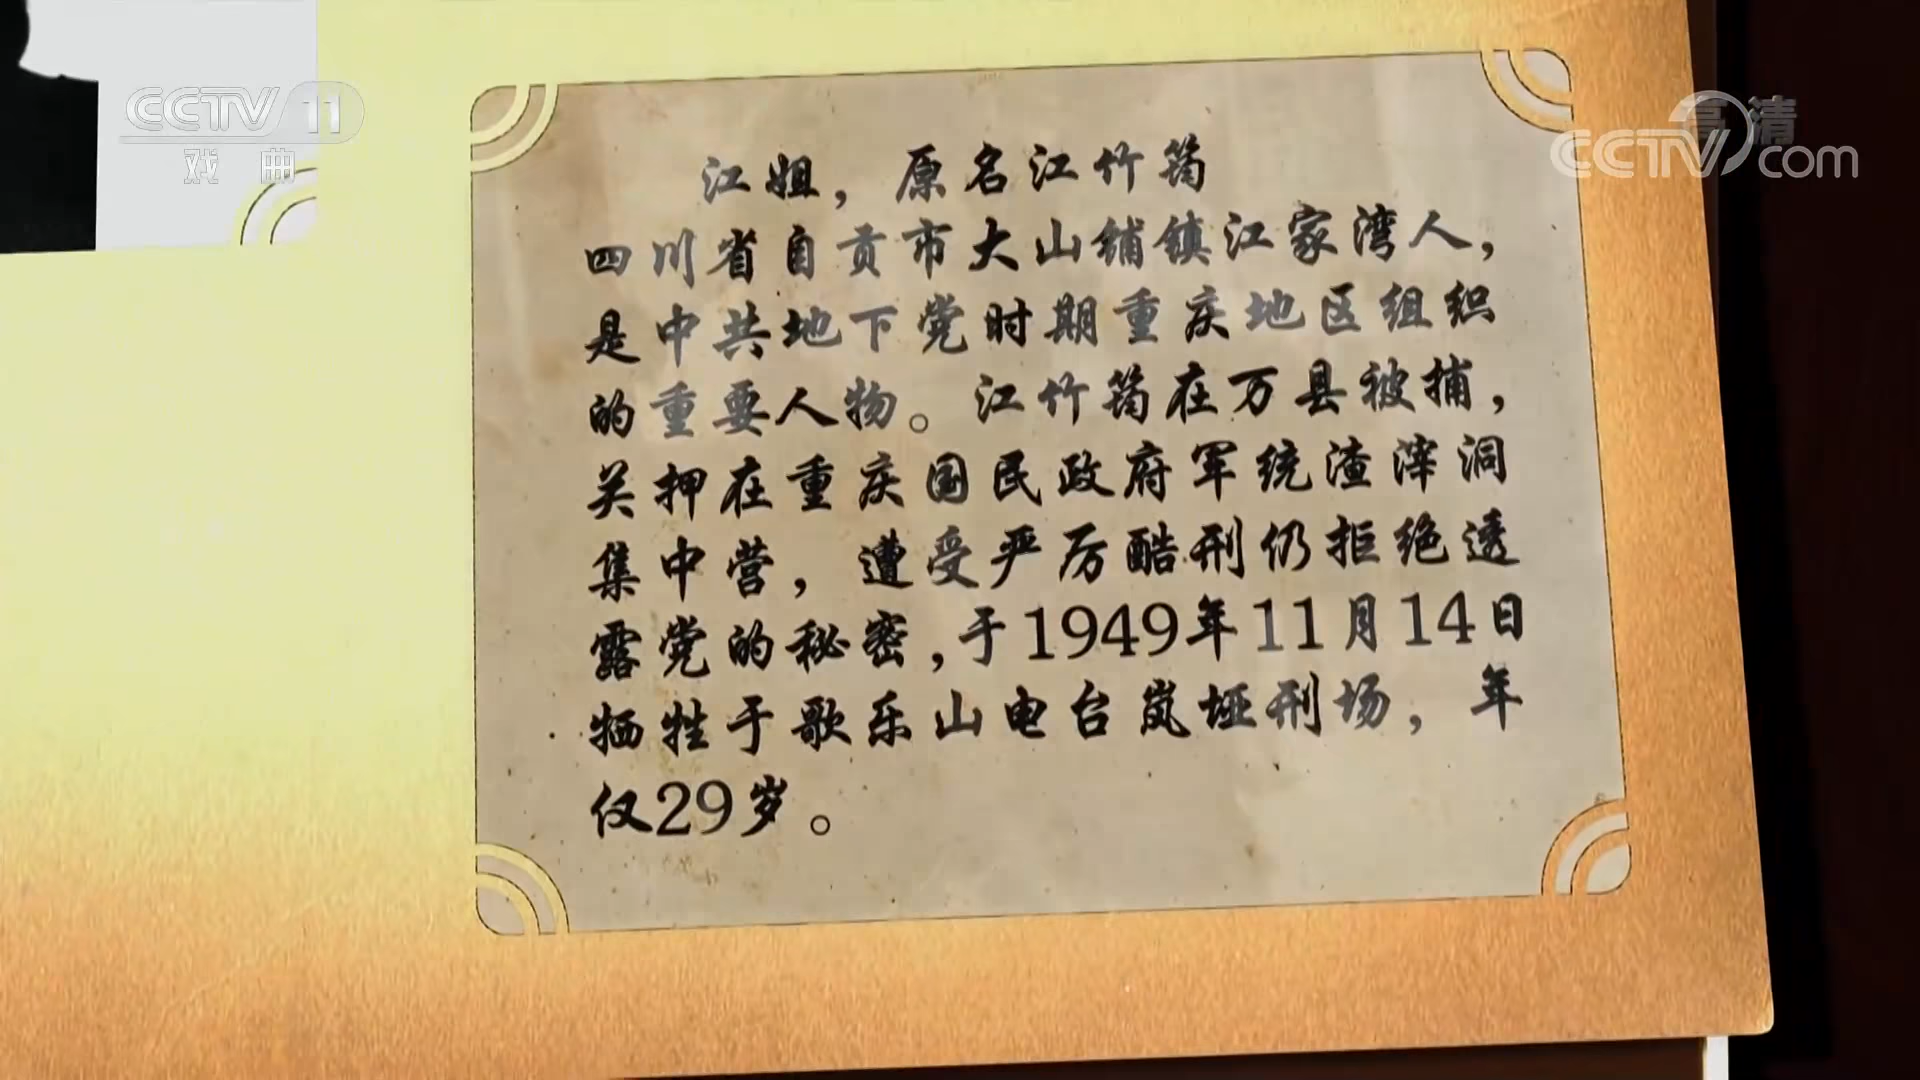 CCTV 11
戏曲
高清
CCTV.com
江姐，原名江竹筠
四川省自贡市大山铺镇江家湾人，
是中共地下党时期重庆地区组织
的重要人物。江竹筠在万县被捕，
关押在重庆国民政府军统渣滓洞
集中营，遭受严厉酷刑仍拒绝透
露党的秘密，于1949年11月14日
牺牲于歌乐山电台岚垭刑场，年
仅29岁。